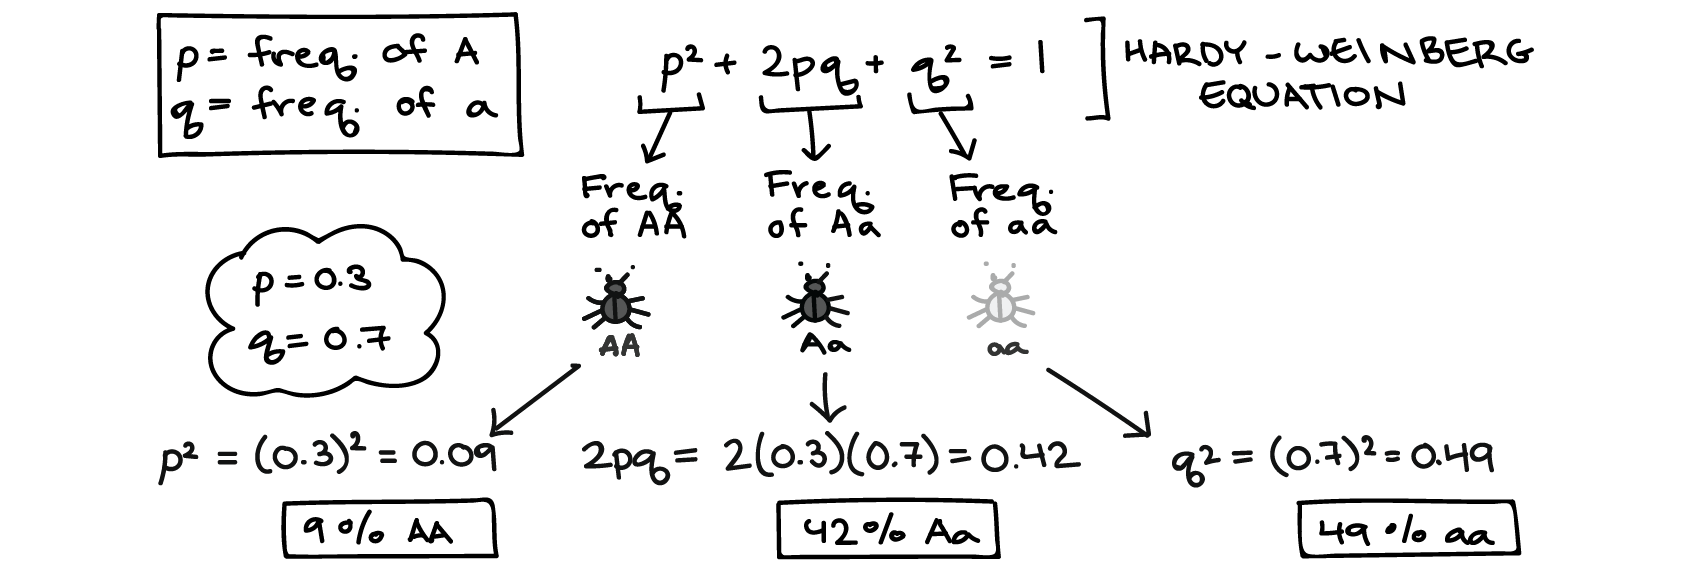 p = freq. of A
q = freq. of a
p² + 2pq + q² = 1
HARDY - WEINBERG
EQUATION
Freq.
of AA
Freq.
of Aa
Freq.
of aa
p = 0.3
q = 0.7
AA
Aa
aa
p² = (0.3)² = 0.09
2pq = 2(0.3)(0.7) = 0.42
q² = (0.7)² = 0.49
9% AA
42% Aa
49% aa